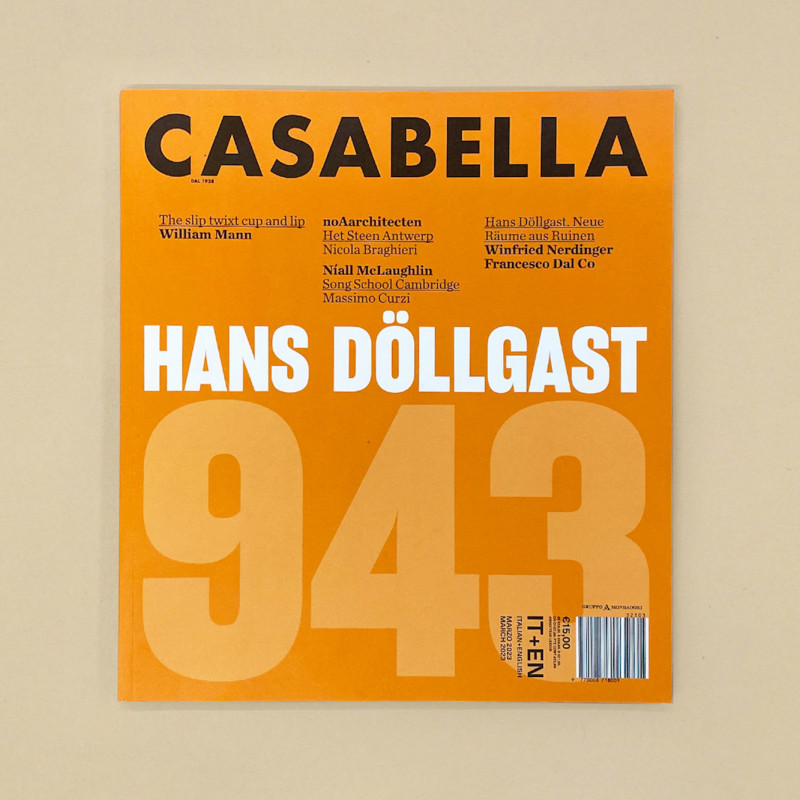 CASABELLA
DAL 1928
The slip twixt cup and lip
William Mann
noAarchitecten
Het Steen Antwerp
Nicola Braghieri
Níall McLaughlin
Song School Cambridge
Massimo Curzi
Hans Döllgast. Neue
Räume aus Ruinen
Winfried Nerdinger
Francesco Dal Co
HANS DÖLLGAST
943
€15,00
IT+EN
ITALIAN+ENGLISH
MARZO 2023
MARCH 2023
GRUPPO MONDADORI